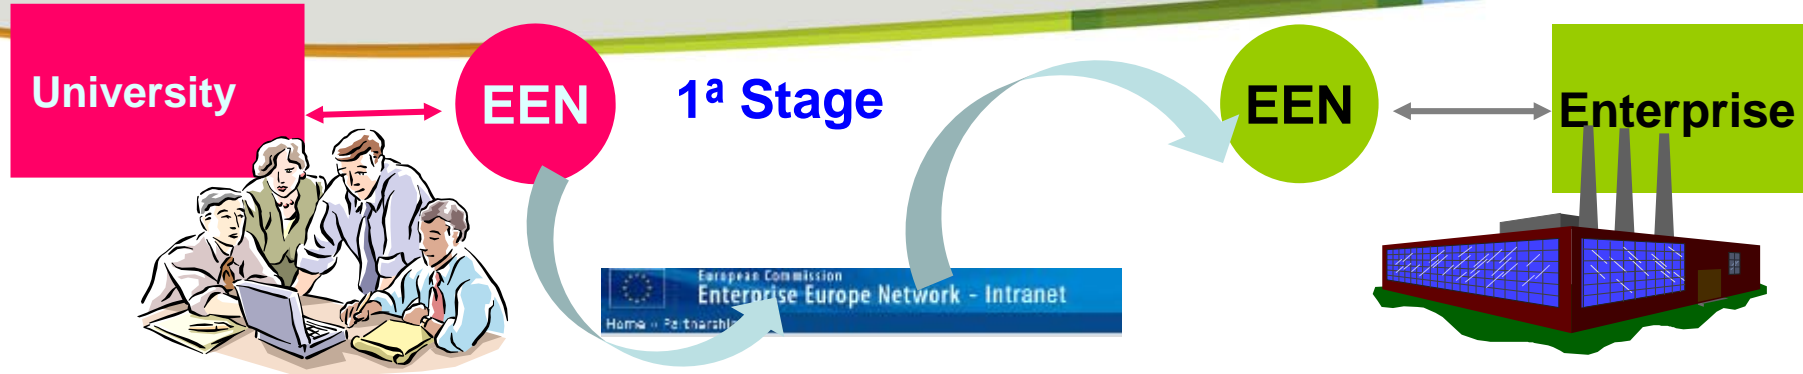 University
EEN
1ª Stage
EEN
Enterprise
European Commission
Enterprise Europe Network - Intranet
Home